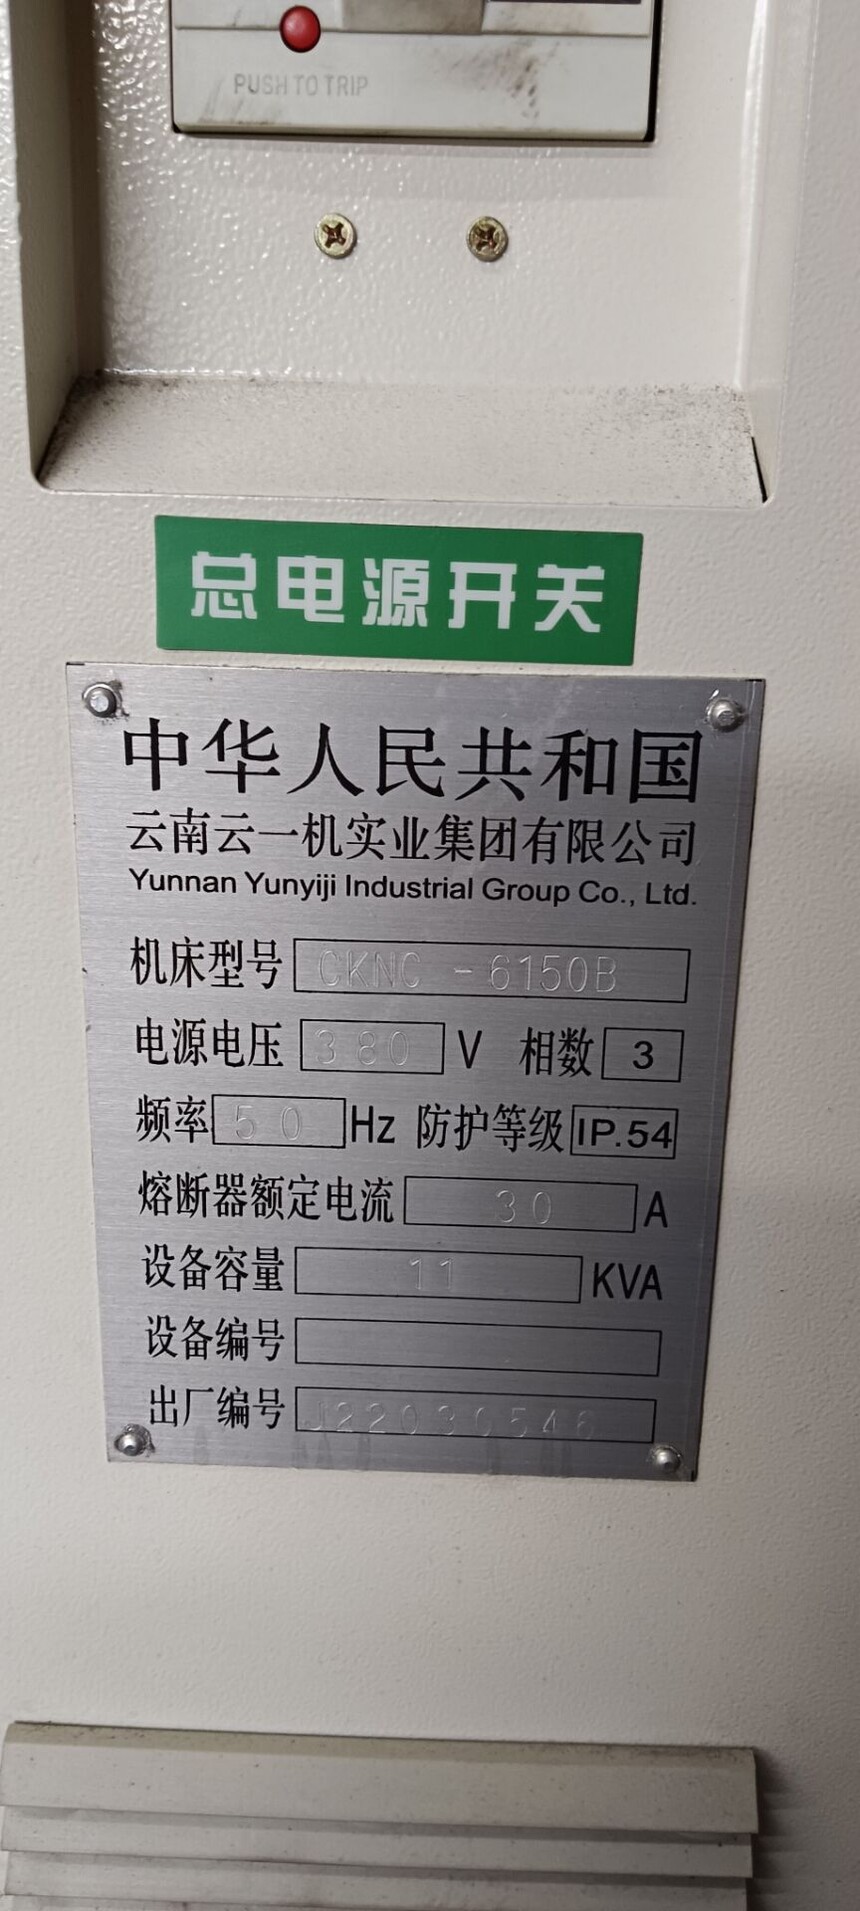 PUSH TO TRIP
总电源开关
中华人民共和国
云南云一机实业集团有限公司
Yunnan Yunyiji Industrial Group Co., Ltd.
机床型号 CKNC -6150B
电源电压 380 V 相数 3
频率 50 Hz 防护等级 IP.54
熔断器额定电流 30 A
设备容量 11 KVA
设备编号
出厂编号 J22030546